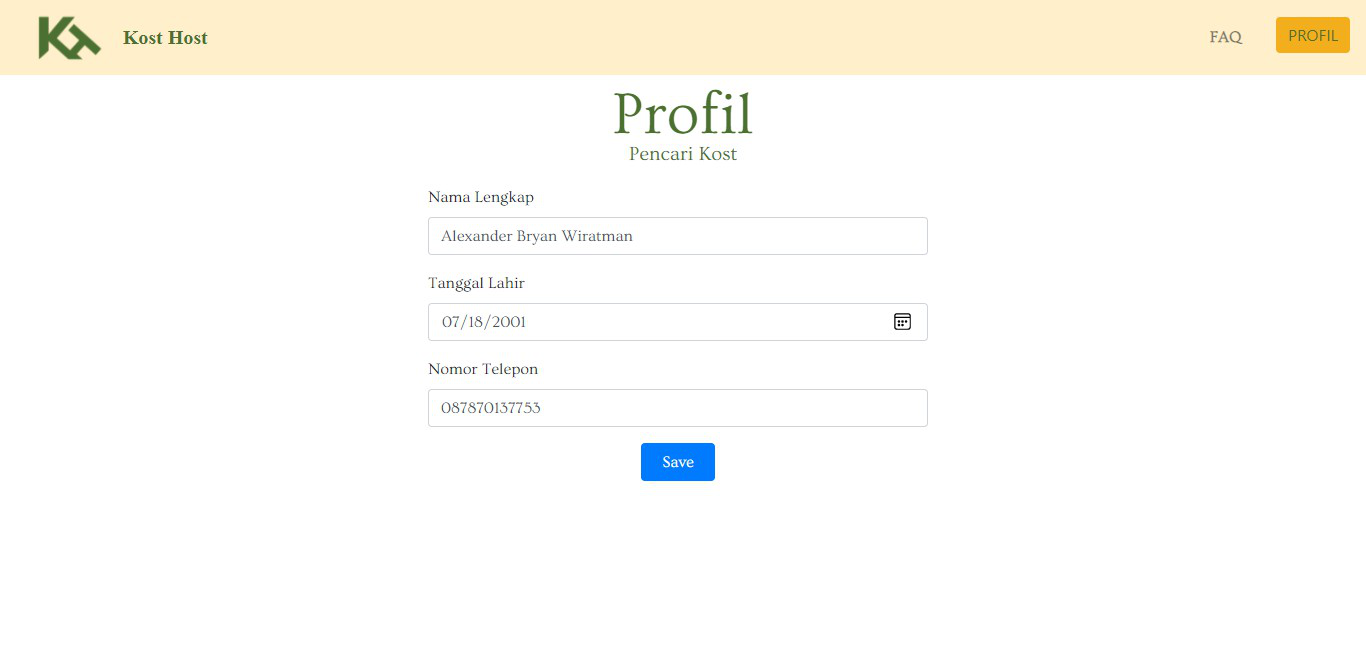 Kost Host
FAQ
PROFIL
Profil
Pencari Kost
Nama Lengkap
Alexander Bryan Wiratman
Tanggal Lahir
07/18/2001
Nomor Telepon
087870137753
Save